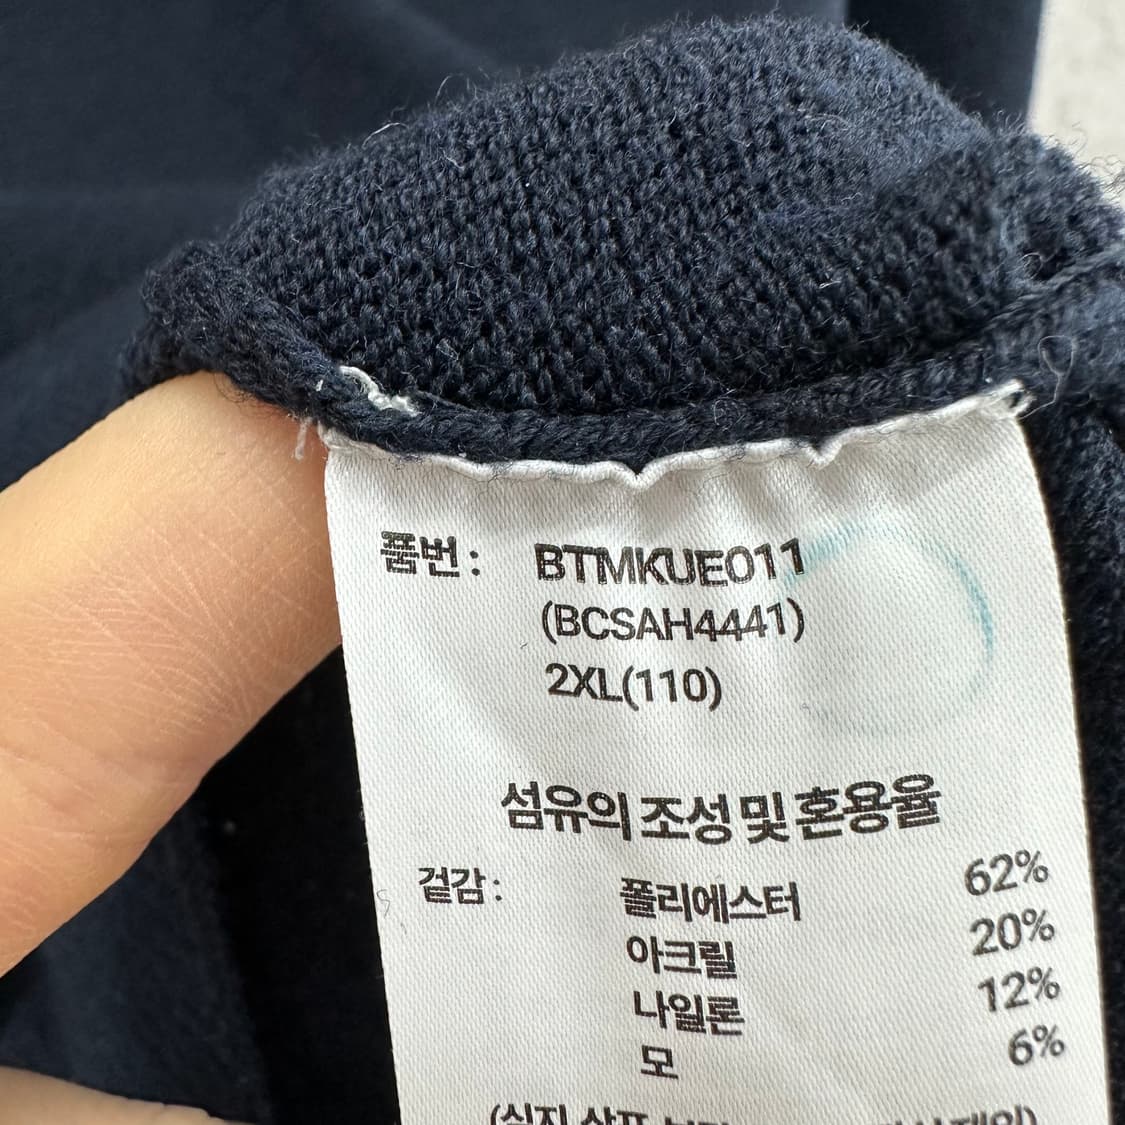 품번 : BTMKUE011
(BCSAH4441)
2XL(110)
섬유의 조성 및 혼용율
겉감 : 폴리에스터 62%
아크릴 20%
나일론 12%
모 6%